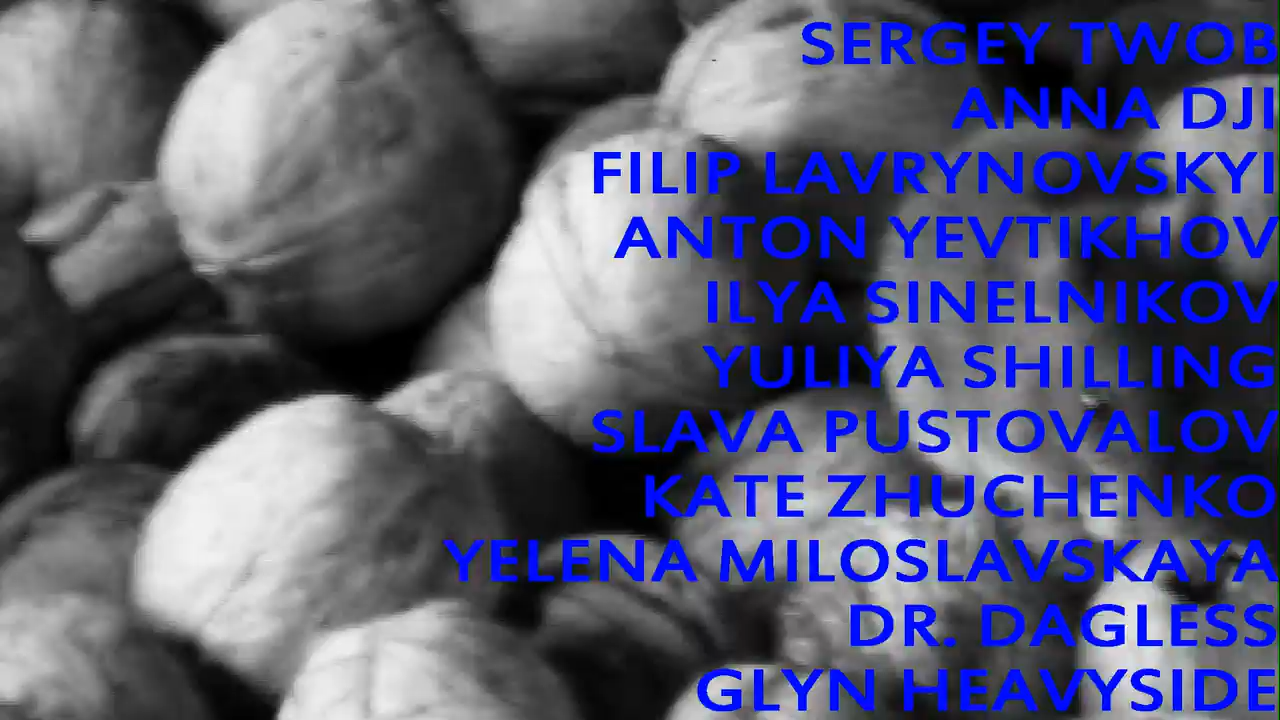 SERGEY TWOB
ANNA DJI
FILIP LAVRYNOVSKYI
ANTON YEVTIKHOV
ILYA SINELNIKOV
YULIYA SHILLING
SLAVA PUSTOVALOV
KATE ZHUCHENKO
YELENA MILOSLAVSKAYA
DR. DAGLESS
GLYN HEAVYSIDE